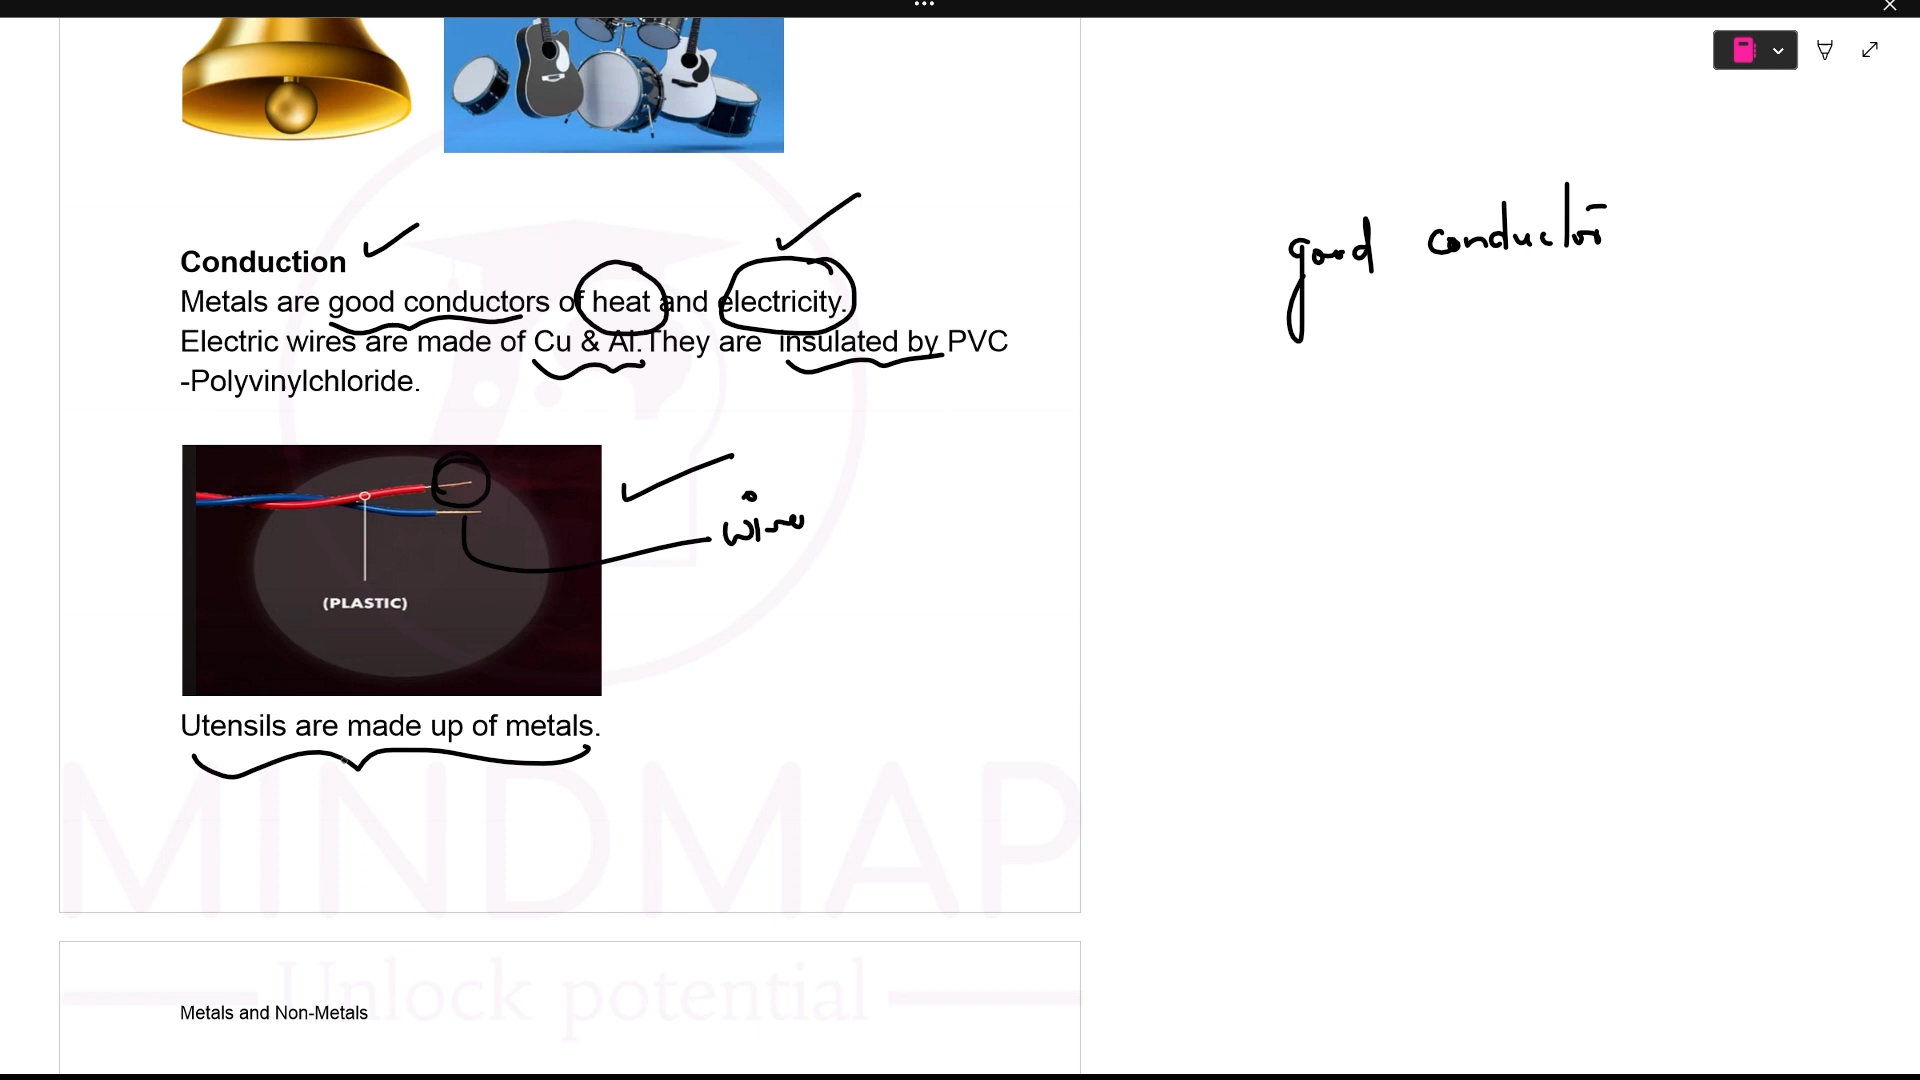 Conduction
good conductor
Metals are good conductors of heat and electricity.
Electric wires are made of Cu & Al.They are insulated by PVC
-Polyvinylchloride.
wire
(PLASTIC)
Utensils are made up of metals.
MINDMAP
Unlock potential
Metals and Non-Metals